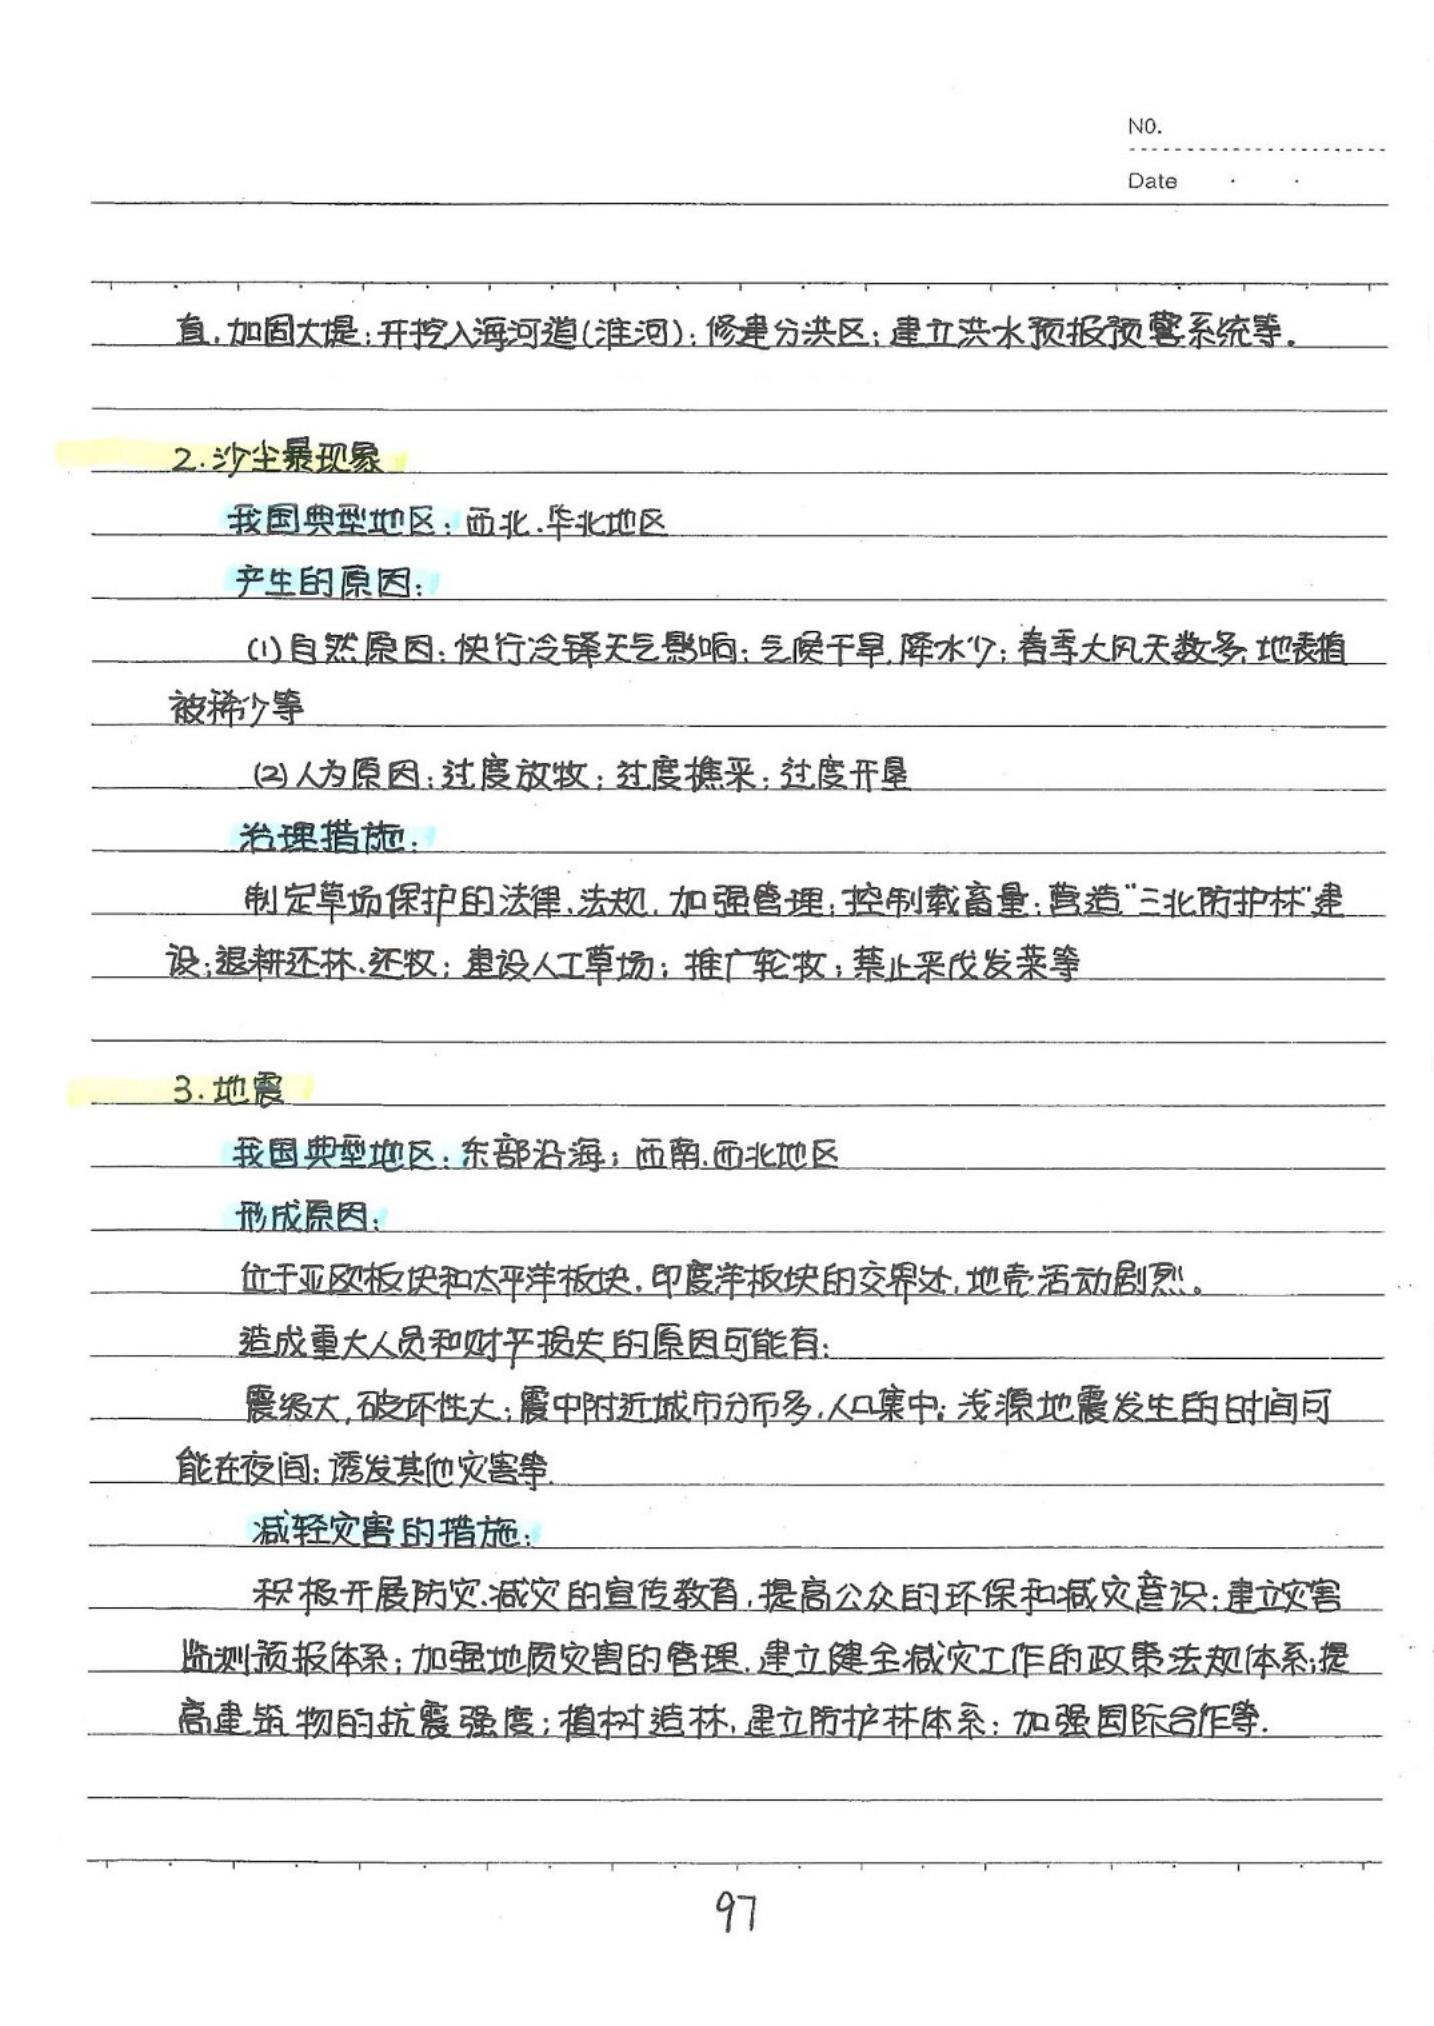 NO.
Date
直,加固大堤;开挖入海河道(淮河);修建分洪区;建立洪水预报预警系统等。
2.沙尘暴现象
我国典型地区:西北、华北地区
产生的原因:
(1)自然原因:快行冷锋天气影响;气候干旱,降水少;春季大风天数多;地表植
被稀少等
(2)人为原因:过度放牧;过度樵采;过度开垦
治理措施:
制定草场保护的法律、法规,加强管理;控制载畜量;营造“三北防护林”建
设;退耕还林、还牧;建设人工草场;推广轮牧;禁止采伐发菜等
3.地震
我国典型地区:东部沿海;西南、西北地区
形成原因:
位于亚欧板块和太平洋板块、印度洋板块的交界处,地壳活动剧烈。
造成重大人员和财产损失的原因可能有:
震级大,破坏性大;震中附近城市分布多,人口集中;浅源地震发生的时间可
能在夜间;诱发其他灾害等.
减轻灾害的措施:
积极开展防灾、减灾的宣传教育,提高公众的环保和减灾意识;建立灾害
监测预报体系;加强地质灾害的管理,建立健全减灾工作的政策法规体系;提
高建筑物的抗震强度;植树造林,建立防护林体系;加强国际合作等.
97